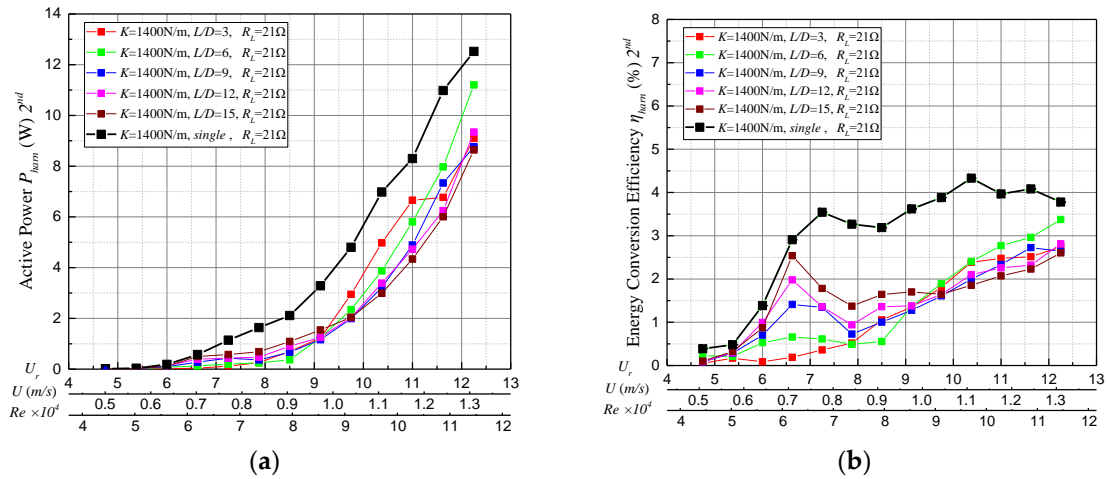 Active Power P_harn (W) 2^nd
14
12
10
8
6
4
2
0
K=1400N/m, L/D=3, R_L=21Ω
K=1400N/m, L/D=6, R_L=21Ω
K=1400N/m, L/D=9, R_L=21Ω
K=1400N/m, L/D=12, R_L=21Ω
K=1400N/m, L/D=15, R_L=21Ω
K=1400N/m, single , R_L=21Ω
U_r
4 5 6 7 8 9 10 11 12 13
U (m/s)
0.5 0.6 0.7 0.8 0.9 1.0 1.1 1.2 1.3
Re ×10^4
4 5 6 7 8 9 10 11 12
(a)
Energy Conversion Efficiency η_harn (%) 2^nd
8
7
6
5
4
3
2
1
0
K=1400N/m, L/D=3, R_L=21Ω
K=1400N/m, L/D=6, R_L=21Ω
K=1400N/m, L/D=9, R_L=21Ω
K=1400N/m, L/D=12, R_L=21Ω
K=1400N/m, L/D=15, R_L=21Ω
K=1400N/m, single , R_L=21Ω
U_r
4 5 6 7 8 9 10 11 12 13
U (m/s)
0.5 0.6 0.7 0.8 0.9 1.0 1.1 1.2 1.3
Re ×10^4
4 5 6 7 8 9 10 11 12
(b)